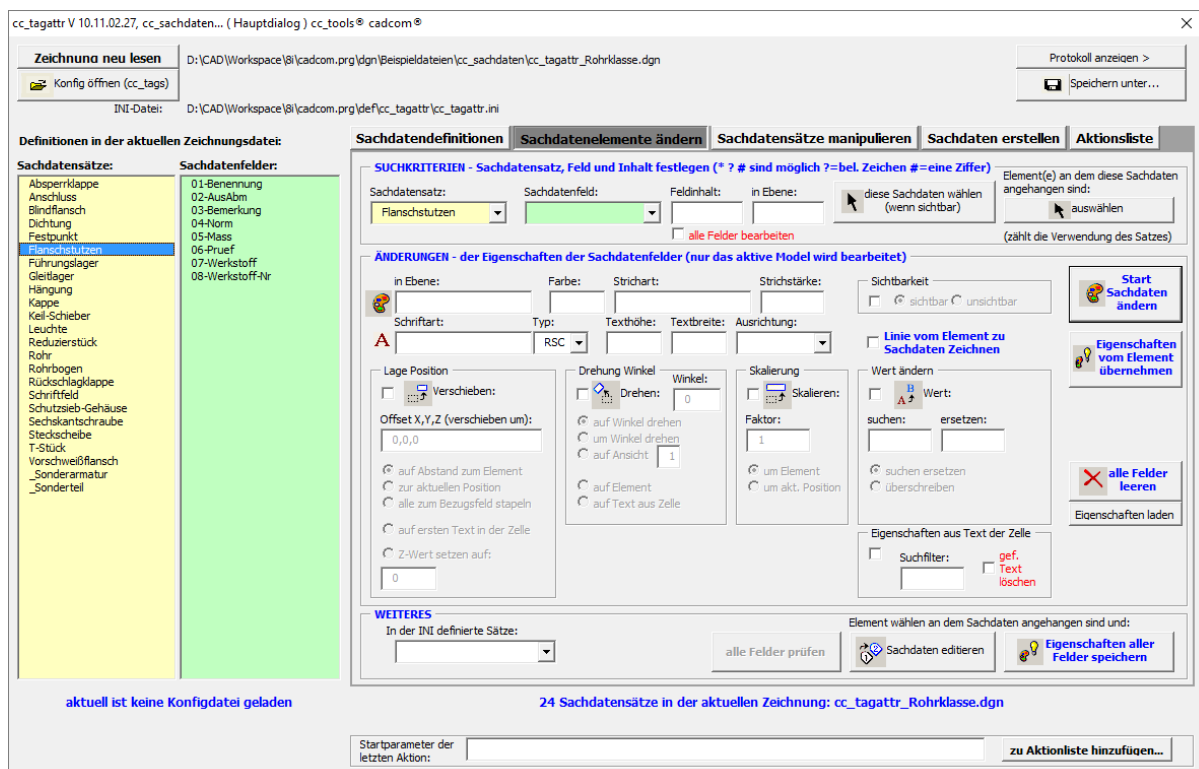 cc_tagattr V 10.11.02.27, cc_sachdaten... ( Hauptdialog ) cc_tools® cadcom®
Zeichnung neu lesen
D:\CAD\Workspace\8i\cadcom.prg\dgn\Beispieldateien\cc_sachdaten\cc_tagattr_Rohrklasse.dgn
Protokoll anzeigen >
Konfig öffnen (cc_tags)
Speichern unter...
INI-Datei:
D:\CAD\Workspace\8i\cadcom.prg\def\cc_tagattr\cc_tagattr.ini
Definitionen in der aktuellen Zeichnungsdatei:
Sachdatensätze:
Absperrklappe
Anschluss
Blindflansch
Dichtung
Festpunkt
Flanschstutzen
Führungslager
Gleitlager
Hängung
Kappe
Keil-Schieber
Leuchte
Reduzierstück
Rohr
Rohrbogen
Rückschlagklappe
Schriftfeld
Schutzsieb-Gehäuse
Sechskantschraube
Steckscheibe
T-Stück
Vorschweißflansch
_Sonderarmatur
_Sonderteil
Sachdatenfelder:
01-Benennung
02-AusAbm
03-Bemerkung
04-Norm
05-Mass
06-Pruef
07-Werkstoff
08-Werkstoff-Nr
Sachdatendefinitionen
Sachdatenelemente ändern
Sachdatensätze manipulieren
Sachdaten erstellen
Aktionsliste
SUCHKRITERIEN - Sachdatensatz, Feld und Inhalt festlegen (* ? # sind möglich ?=bel. Zeichen #=eine Ziffer)
Sachdatensatz:
Flanschstutzen
Sachdatenfeld:
Feldinhalt:
in Ebene:
alle Felder bearbeiten
diese Sachdaten wählen
(wenn sichtbar)
Element(e) an dem diese Sachdaten
angehangen sind:
auswählen
(zählt die Verwendung des Satzes)
ÄNDERUNGEN - der Eigenschaften der Sachdatenfelder (nur das aktive Model wird bearbeitet)
in Ebene:
Farbe:
Strichart:
Strichstärke:
Sichtbarkeit
sichtbar
unsichtbar
A
Schriftart:
Typ:
RSC
Texthöhe:
Textbreite:
Ausrichtung:
Linie vom Element zu
Sachdaten Zeichnen
Start
Sachdaten
ändern
Eigenschaften
vom Element
übernehmen
Lage Position
Verschieben:
Offset X,Y,Z (verschieben um):
0,0,0
auf Abstand zum Element
zur aktuellen Position
alle zum Bezugsfeld stapeln
auf ersten Text in der Zelle
Z-Wert setzen auf:
0
Drehung Winkel
Drehen:
Winkel:
0
auf Winkel drehen
um Winkel drehen
auf Ansicht
1
auf Element
auf Text aus Zelle
Skalierung
Skalieren:
Faktor:
1
um Element
um akt. Position
Wert ändern
B
A
Wert:
suchen:
ersetzen:
suchen ersetzen
überschreiben
Eigenschaften aus Text der Zelle
Suchfilter:
gef.
Text
löschen
alle Felder
leeren
Eigenschaften laden
WEITERES
In der INI definierte Sätze:
alle Felder prüfen
Element wählen an dem Sachdaten angehangen sind und:
Sachdaten editieren
Eigenschaften aller
Felder speichern
aktuell ist keine Konfigdatei geladen
24 Sachdatensätze in der aktuellen Zeichnung: cc_tagattr_Rohrklasse.dgn
Startparameter der
letzten Aktion:
zu Aktionliste hinzufügen...